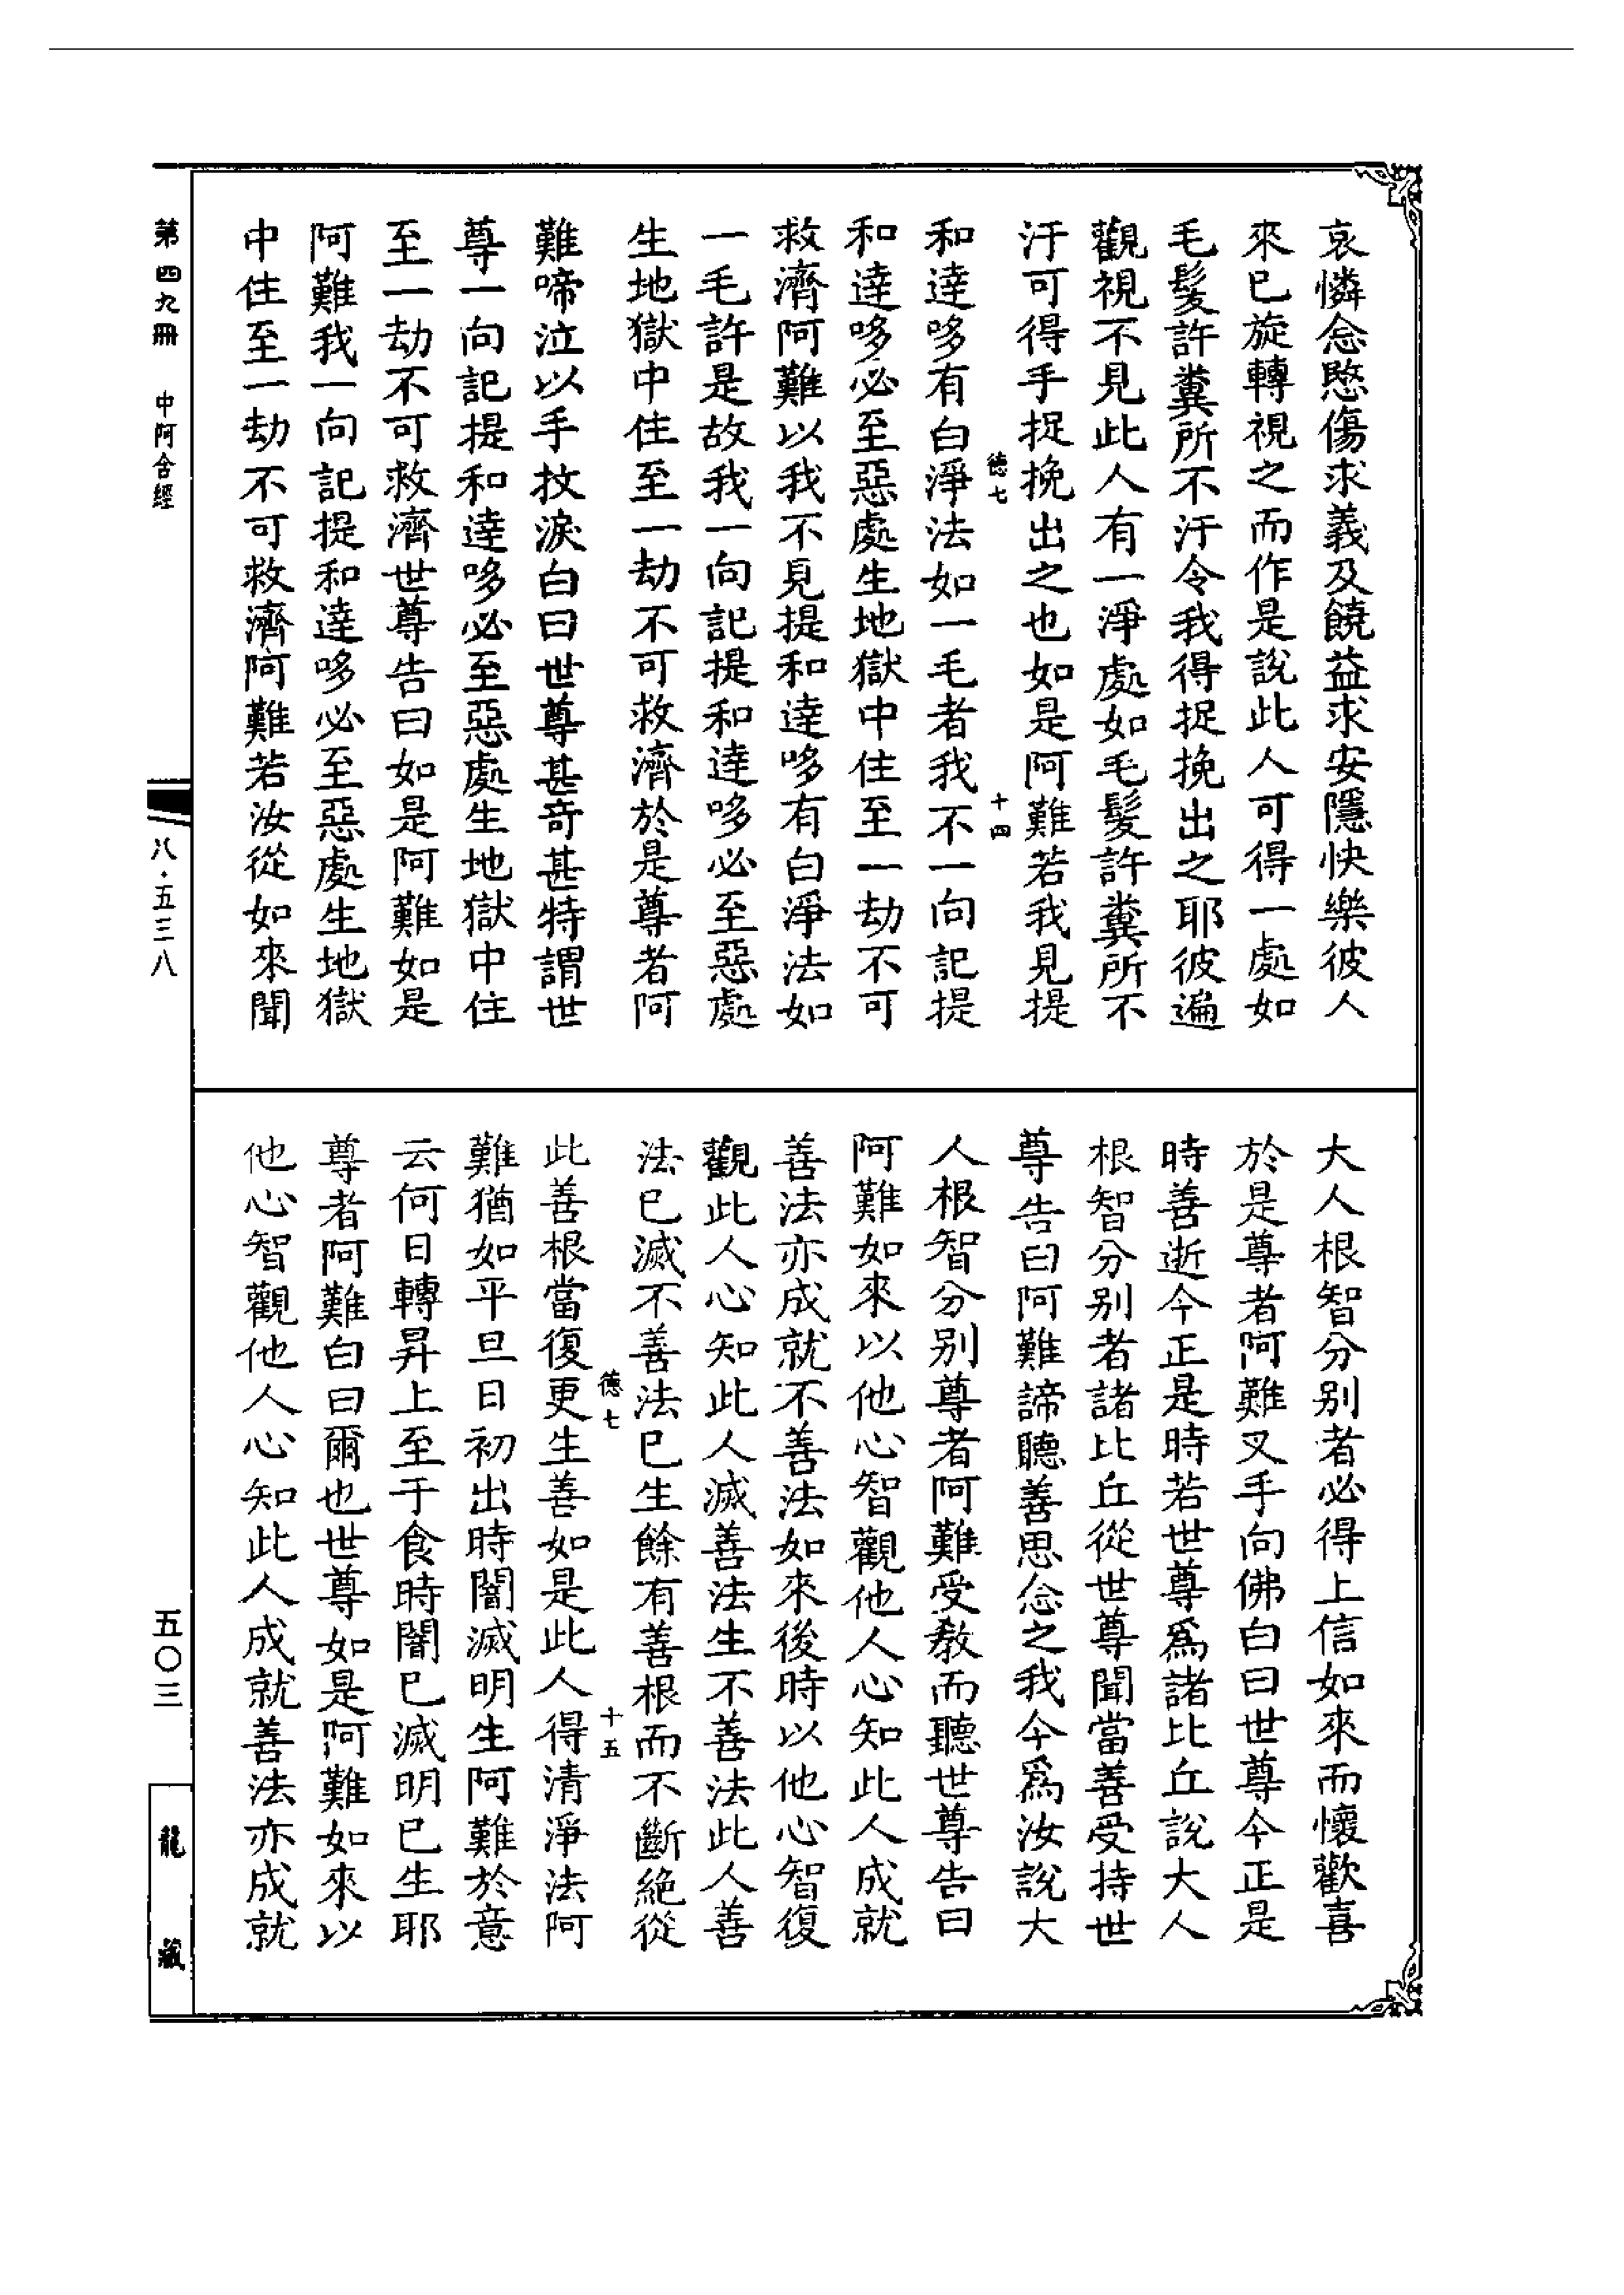 哀憐念愍傷求義及饒益求安隱快樂彼人
來已旋轉視之而作是說此人可得一處如
毛髮許糞所不汙令我得捉挽出之耶彼遍
觀視不見此人有一淨處如毛髮許糞所不
汙可得手捉挽出之也如是阿難若我見提
德七
十四
和達哆有白淨法如一毛者我不一向記提
和達哆必至惡處生地獄中住至一劫不可
救濟阿難以我不見提和達哆有白淨法如
一毛許是故我一向記提和達哆必至惡處
生地獄中住至一劫不可救濟於是尊者阿
難啼泣以手抆淚白曰世尊甚奇甚特謂世
尊一向記提和達哆必至惡處生地獄中住
至一劫不可救濟世尊告曰如是阿難如是
阿難我一向記提和達哆必至惡處生地獄
中住至一劫不可救濟阿難若汝從如來聞
大人根智分別者必得上信如來而懷歡喜
於是尊者阿難叉手向佛白曰世尊今正是
時善逝今正是時若世尊爲諸比丘說大人
根智分別者諸比丘從世尊聞當善受持世
尊告曰阿難諦聽善思念之我今爲汝說大
人根智分別尊者阿難受教而聽世尊告曰
阿難如來以他心智觀他人心知此人成就
善法亦成就不善法如來後時以他心智復
觀此人心知此人滅善法生不善法此人善
法已滅不善法已生餘有善根而不斷絕從
德七
十五
此善根當復更生善如是此人得清淨法阿
難猶如平旦日初出時闇滅明生阿難於意
云何日轉昇上至于食時闇已滅明已生耶
尊者阿難白曰爾也世尊如是阿難如來以
他心智觀他人心知此人成就善法亦成就
第四九冊 中阿含經
八·五三八
五〇三
龍藏